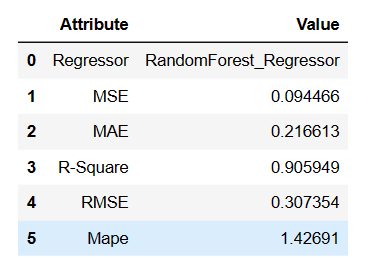 Attribute Value
0 Regressor RandomForest_Regressor
1 MSE 0.094466
2 MAE 0.216613
3 R-Square 0.905949
4 RMSE 0.307354
5 Mape 1.42691